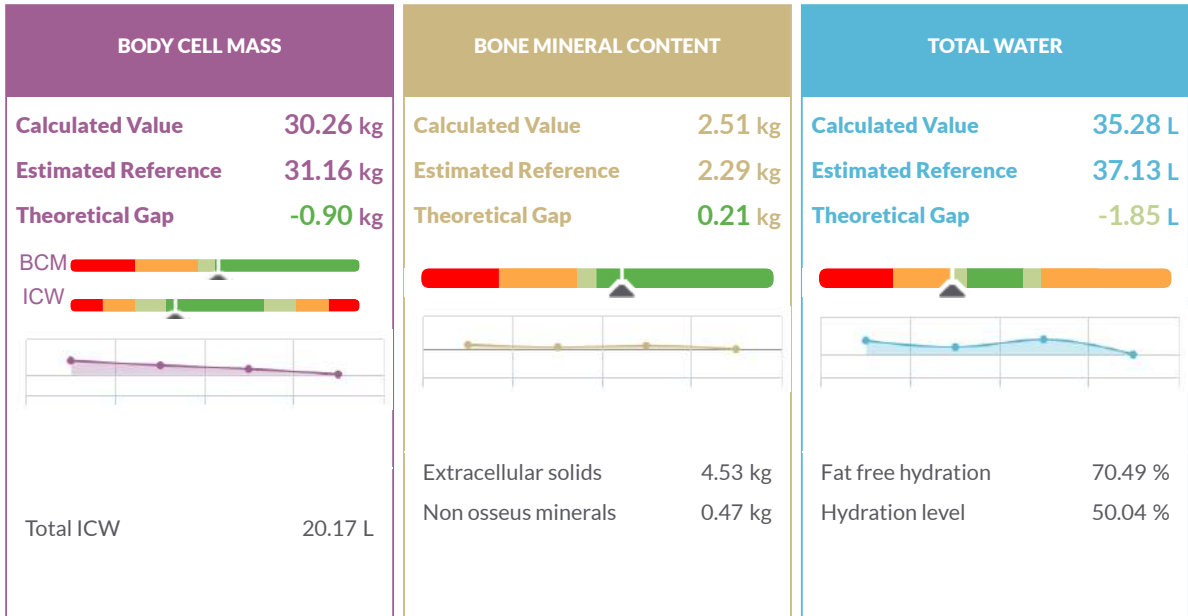 BODY CELL MASS
Calculated Value 30.26 kg
Estimated Reference 31.16 kg
Theoretical Gap -0.90 kg
BCM
ICW
Total ICW 20.17 L
BONE MINERAL CONTENT
Calculated Value 2.51 kg
Estimated Reference 2.29 kg
Theoretical Gap 0.21 kg
Extracellular solids 4.53 kg
Non osseus minerals 0.47 kg
TOTAL WATER
Calculated Value 35.28 L
Estimated Reference 37.13 L
Theoretical Gap -1.85 L
Fat free hydration 70.49 %
Hydration level 50.04 %